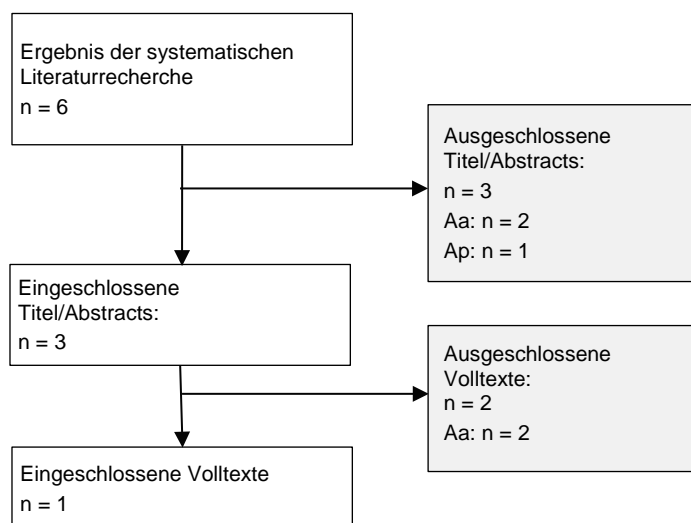 Ergebnis der systematischen
Literaturrecherche
n = 6
Ausgeschlossene
Titel/Abstracts:
n = 3
Aa: n = 2
Ap: n = 1
Eingeschlossene
Titel/Abstracts:
n = 3
Ausgeschlossene
Volltexte:
n = 2
Aa: n = 2
Eingeschlossene Volltexte
n = 1